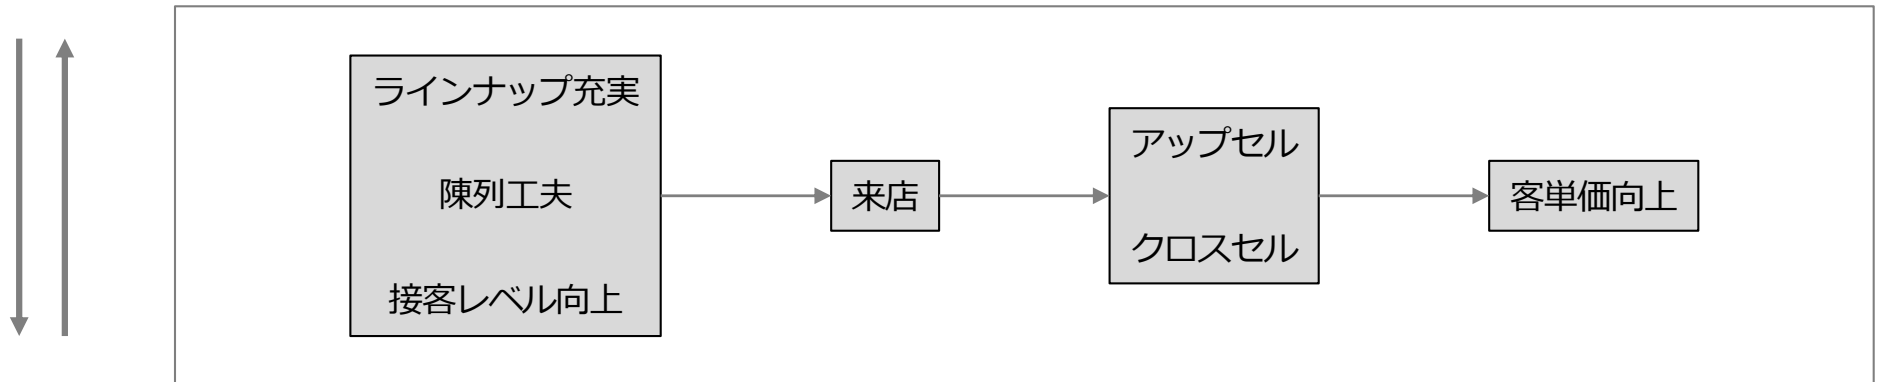 ラインナップ充実
陳列工夫
接客レベル向上
来店
アップセル
クロスセル
客単価向上